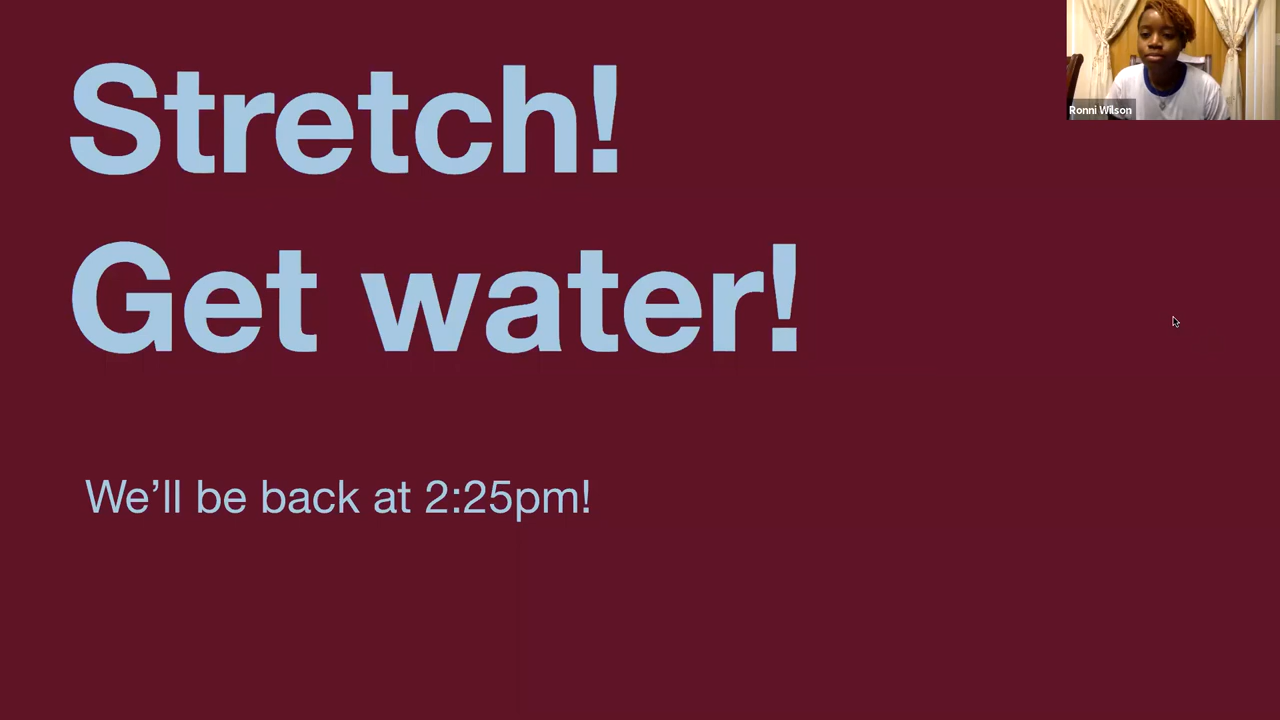 Stretch!
Ronni Wilson
Get water!
We’ll be back at 2:25pm!